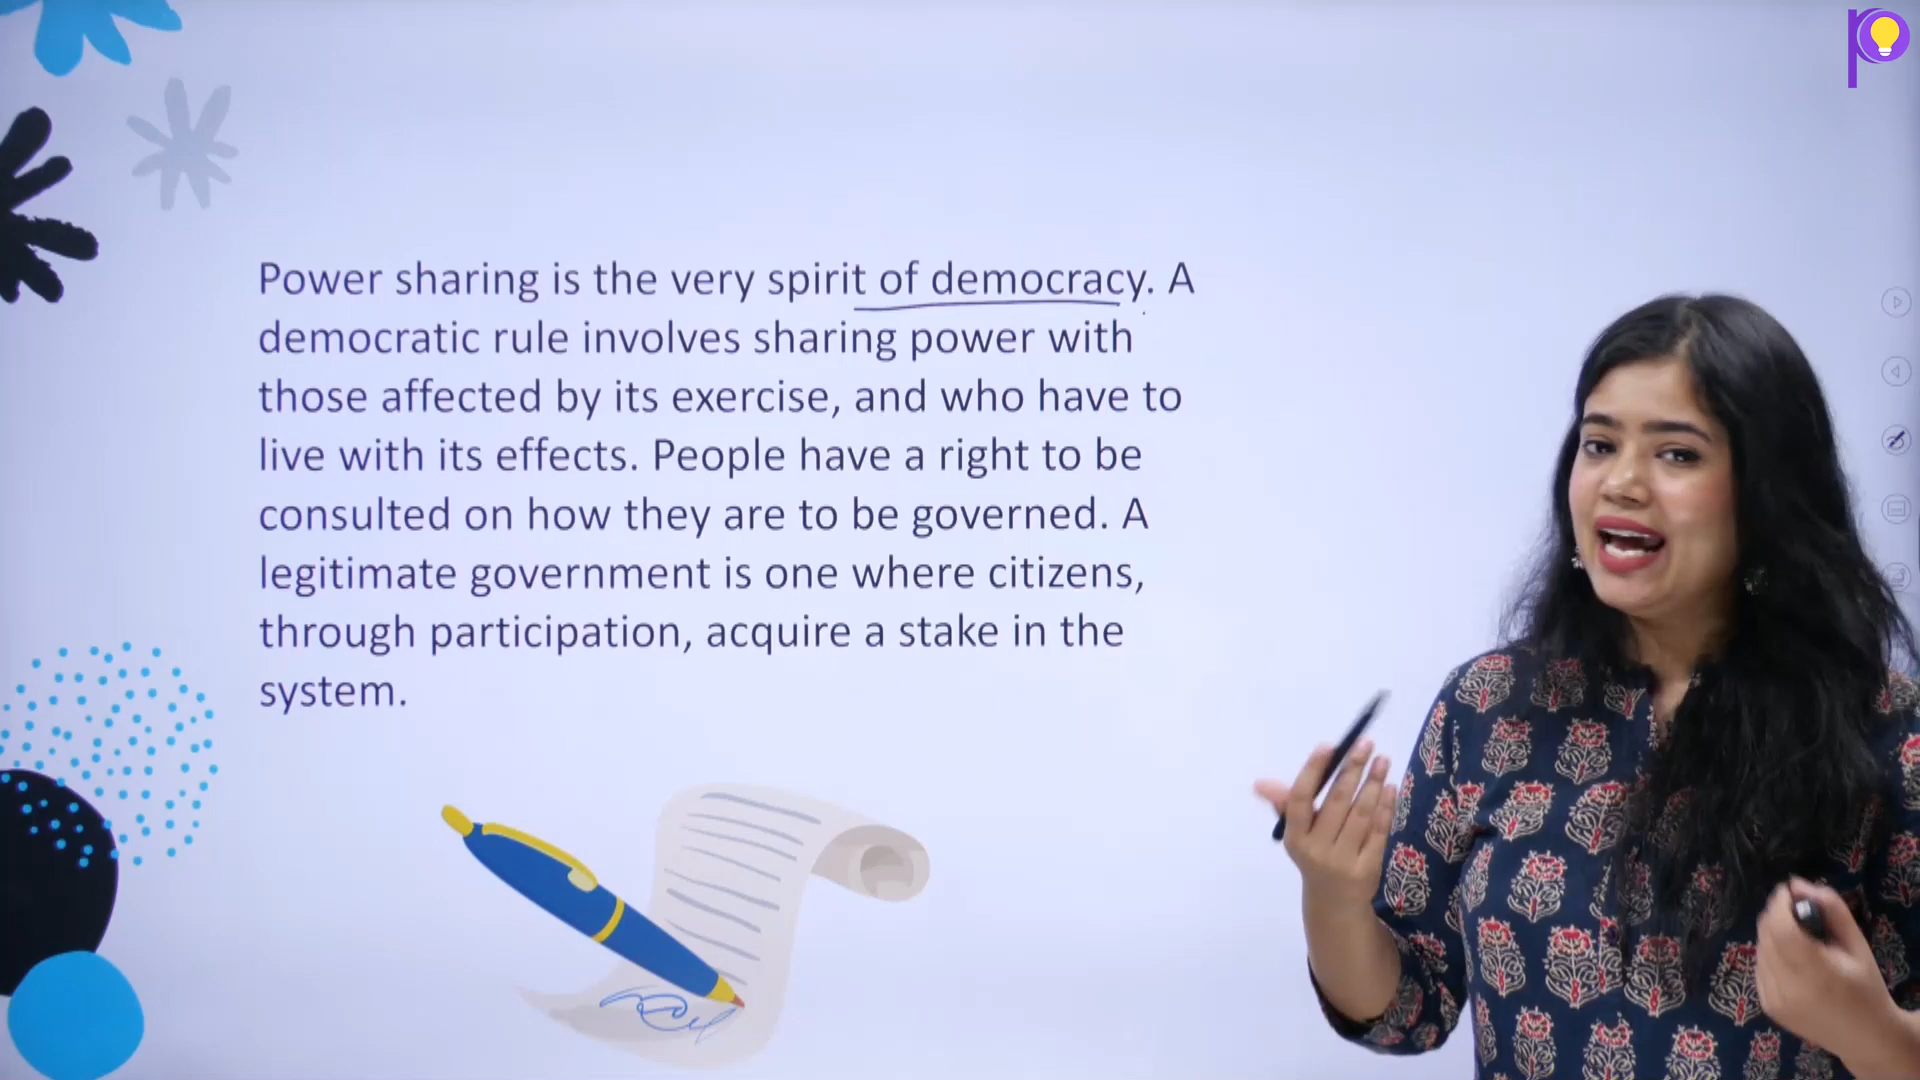 Power sharing is the very spirit of democracy. A
democratic rule involves sharing power with
those affected by its exercise, and who have to
live with its effects. People have a right to be
consulted on how they are to be governed. A
legitimate government is one where citizens,
through participation, acquire a stake in the
system.